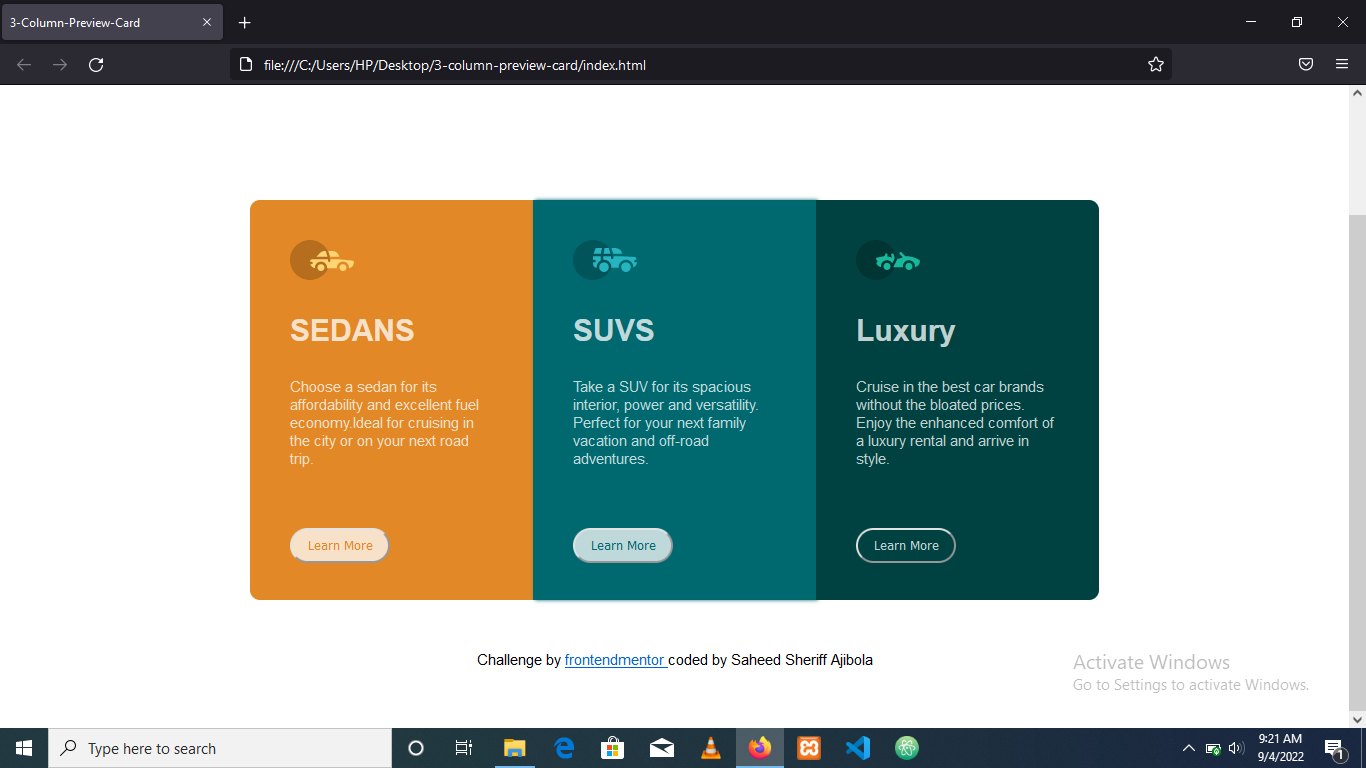 3-Column-Preview-Card
file:///C:/Users/HP/Desktop/3-column-preview-card/index.html
SEDANS
Choose a sedan for its
affordability and excellent fuel
economy.Ideal for cruising in
the city or on your next road
trip.
Learn More
SUVS
Take a SUV for its spacious
interior, power and versatility.
Perfect for your next family
vacation and off-road
adventures.
Learn More
Luxury
Cruise in the best car brands
without the bloated prices.
Enjoy the enhanced comfort of
a luxury rental and arrive in
style.
Learn More
Challenge by frontendmentor coded by Saheed Sheriff Ajibola
Activate Windows
Go to Settings to activate Windows.
Type here to search
9:21 AM
9/4/2022
1